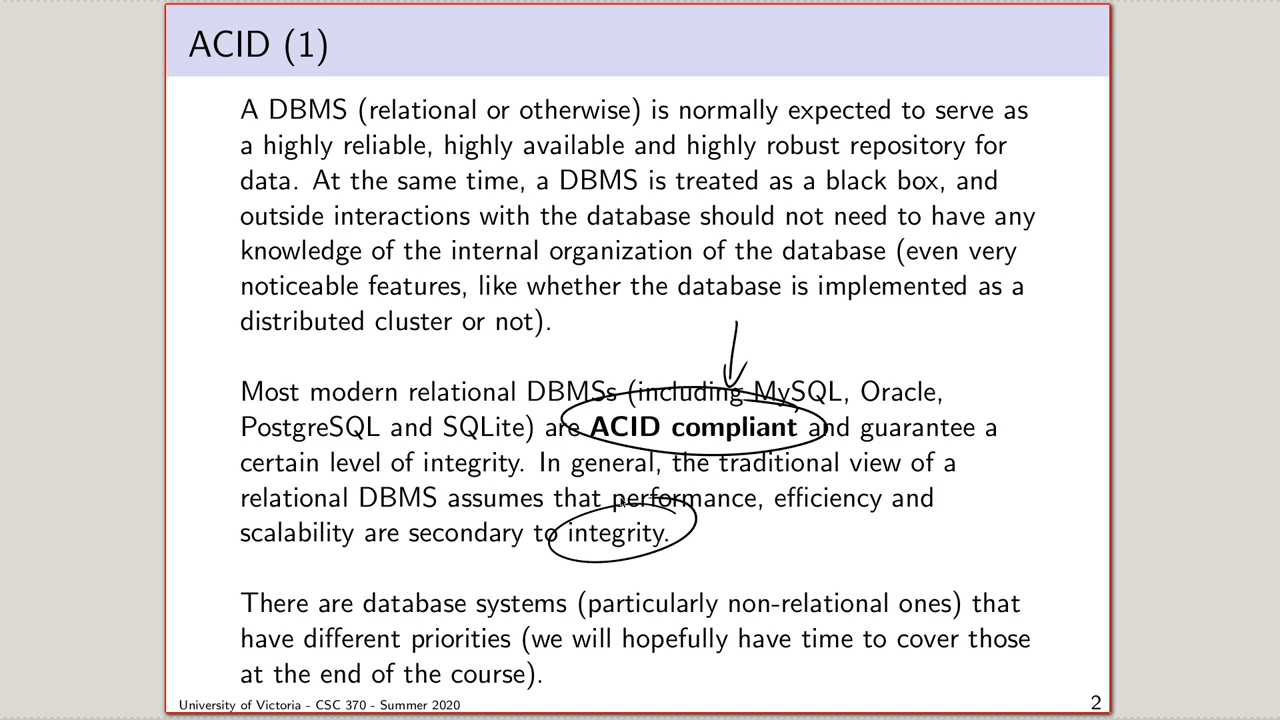 ACID (1)
A DBMS (relational or otherwise) is normally expected to serve as
a highly reliable, highly available and highly robust repository for
data. At the same time, a DBMS is treated as a black box, and
outside interactions with the database should not need to have any
knowledge of the internal organization of the database (even very
noticeable features, like whether the database is implemented as a
distributed cluster or not).
Most modern relational DBMSs (including MySQL, Oracle,
PostgreSQL and SQLite) are ACID compliant and guarantee a
certain level of integrity. In general, the traditional view of a
relational DBMS assumes that performance, efficiency and
scalability are secondary to integrity.
There are database systems (particularly non-relational ones) that
have different priorities (we will hopefully have time to cover those
at the end of the course).
University of Victoria - CSC 370 - Summer 2020
2